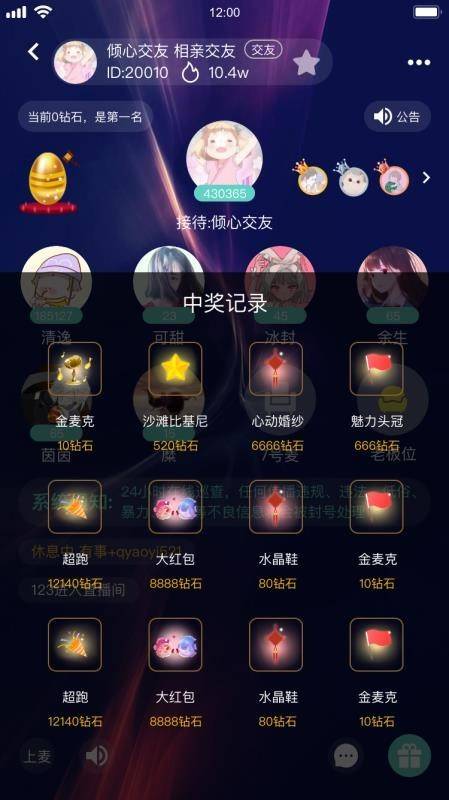 12:00
倾心交友 相亲交友 交友
ID:20010 10.4w
当前0钻石，是第一名
公告
430365
接待:倾心交友
185127 23 45 65
清逸 可甜 冰封 余生
中奖记录
金麦克 沙滩比基尼 心动婚纱 魅力头冠
10钻石 520钻石 6666钻石 666钻石
茵茵 7号麦 老板位
系统通知: 24小时在线巡查，任何传播违规、违法、低俗、
暴力
事不良信息
会被封号处理
超跑 大红包 水晶鞋 金麦克
休息中 有事+qyaoyi521
12140钻石 8888钻石 80钻石 10钻石
123进入直播间
超跑 大红包 水晶鞋 金麦克
12140钻石 8888钻石 80钻石 10钻石
上麦